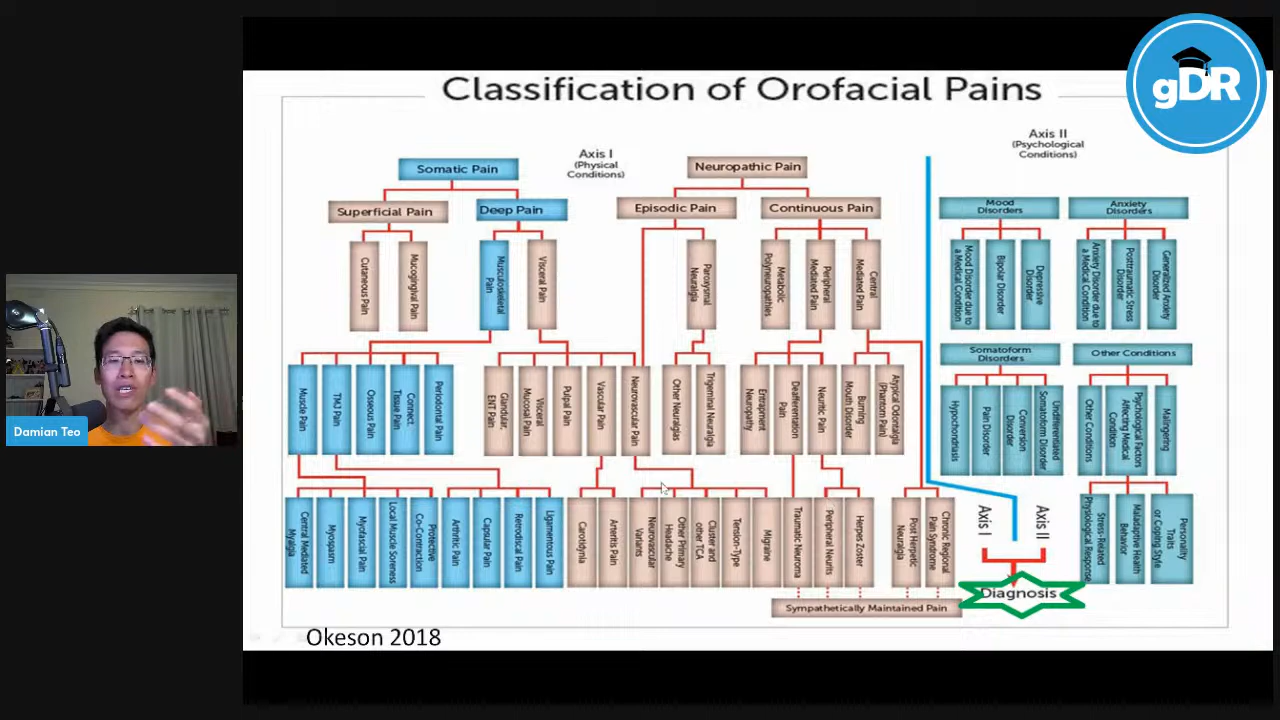 Classification of Orofacial Pains
gDR
Axis I
(Physical
Conditions)
Axis II
(Psychological
Conditions)
Somatic Pain
Neuropathic Pain
Superficial Pain
Deep Pain
Episodic Pain
Continuous Pain
Mood
Disorders
Anxiety
Disorders
Cutaneous Pain
Mucogingival Pain
Musculoskeletal
Pain
Visceral Pain
Paroxysmal
Neuralgia
Metabolic
Polyneuropathies
Peripheral
Mediated Pain
Central
Mediated Pain
Mood Disorder due to
a Medical Condition
Bipolar Disorder
Depressive
Disorder
Anxiety Disorder due to
a Medical Condition
Posttraumatic Stress
Disorder
Generalized Anxiety
Disorder
Somatoform
Disorders
Other Conditions
Muscle Pain
TMJ Pain
Osseous Pain
Connect.
Tissue Pain
Periodontal Pain
Glandular,
ENT Pain
Visceral
Mucosal Pain
Pulpal Pain
Vascular Pain
Neurovascular Pain
Other Neuralgias
Trigeminal Neuralgia
Entrapment
Neuropathy
Deafferentation
Pain
Neuritic Pain
Burning
Mouth Disorder
Atypical Odontalgia
(Phantom Pain)
Hypochondriasis
Pain Disorder
Conversion
Disorder
Undifferentiated
Somatoform Disorder
Other Conditions
Psychological Factors
Affecting Medical
Condition
Malingering
Damian Teo
Central Mediated
Myalgia
Myospasm
Myofascial Pain
Local Muscle Soreness
Protective
Co-Contraction
Arthritic Pain
Capsular Pain
Retrodiscal Pain
Ligamentous Pain
Carotidynia
Arteritis Pain
Neurovascular
Variants
Other Primary
Headache
Cluster and
other TCA
Tension-Type
Migraine
Traumatic Neuroma
Peripheral Neuritis
Herpes Zoster
Post Herpetic
Neuralgia
Chronic Regional
Pain Syndrome
Axis I
Axis II
Stress-Related
Physiological Response
Maladaptive Health
Behavior
Personality
Traits
or Coping Style
Diagnosis
Sympathetically Maintained Pain
Okeson 2018